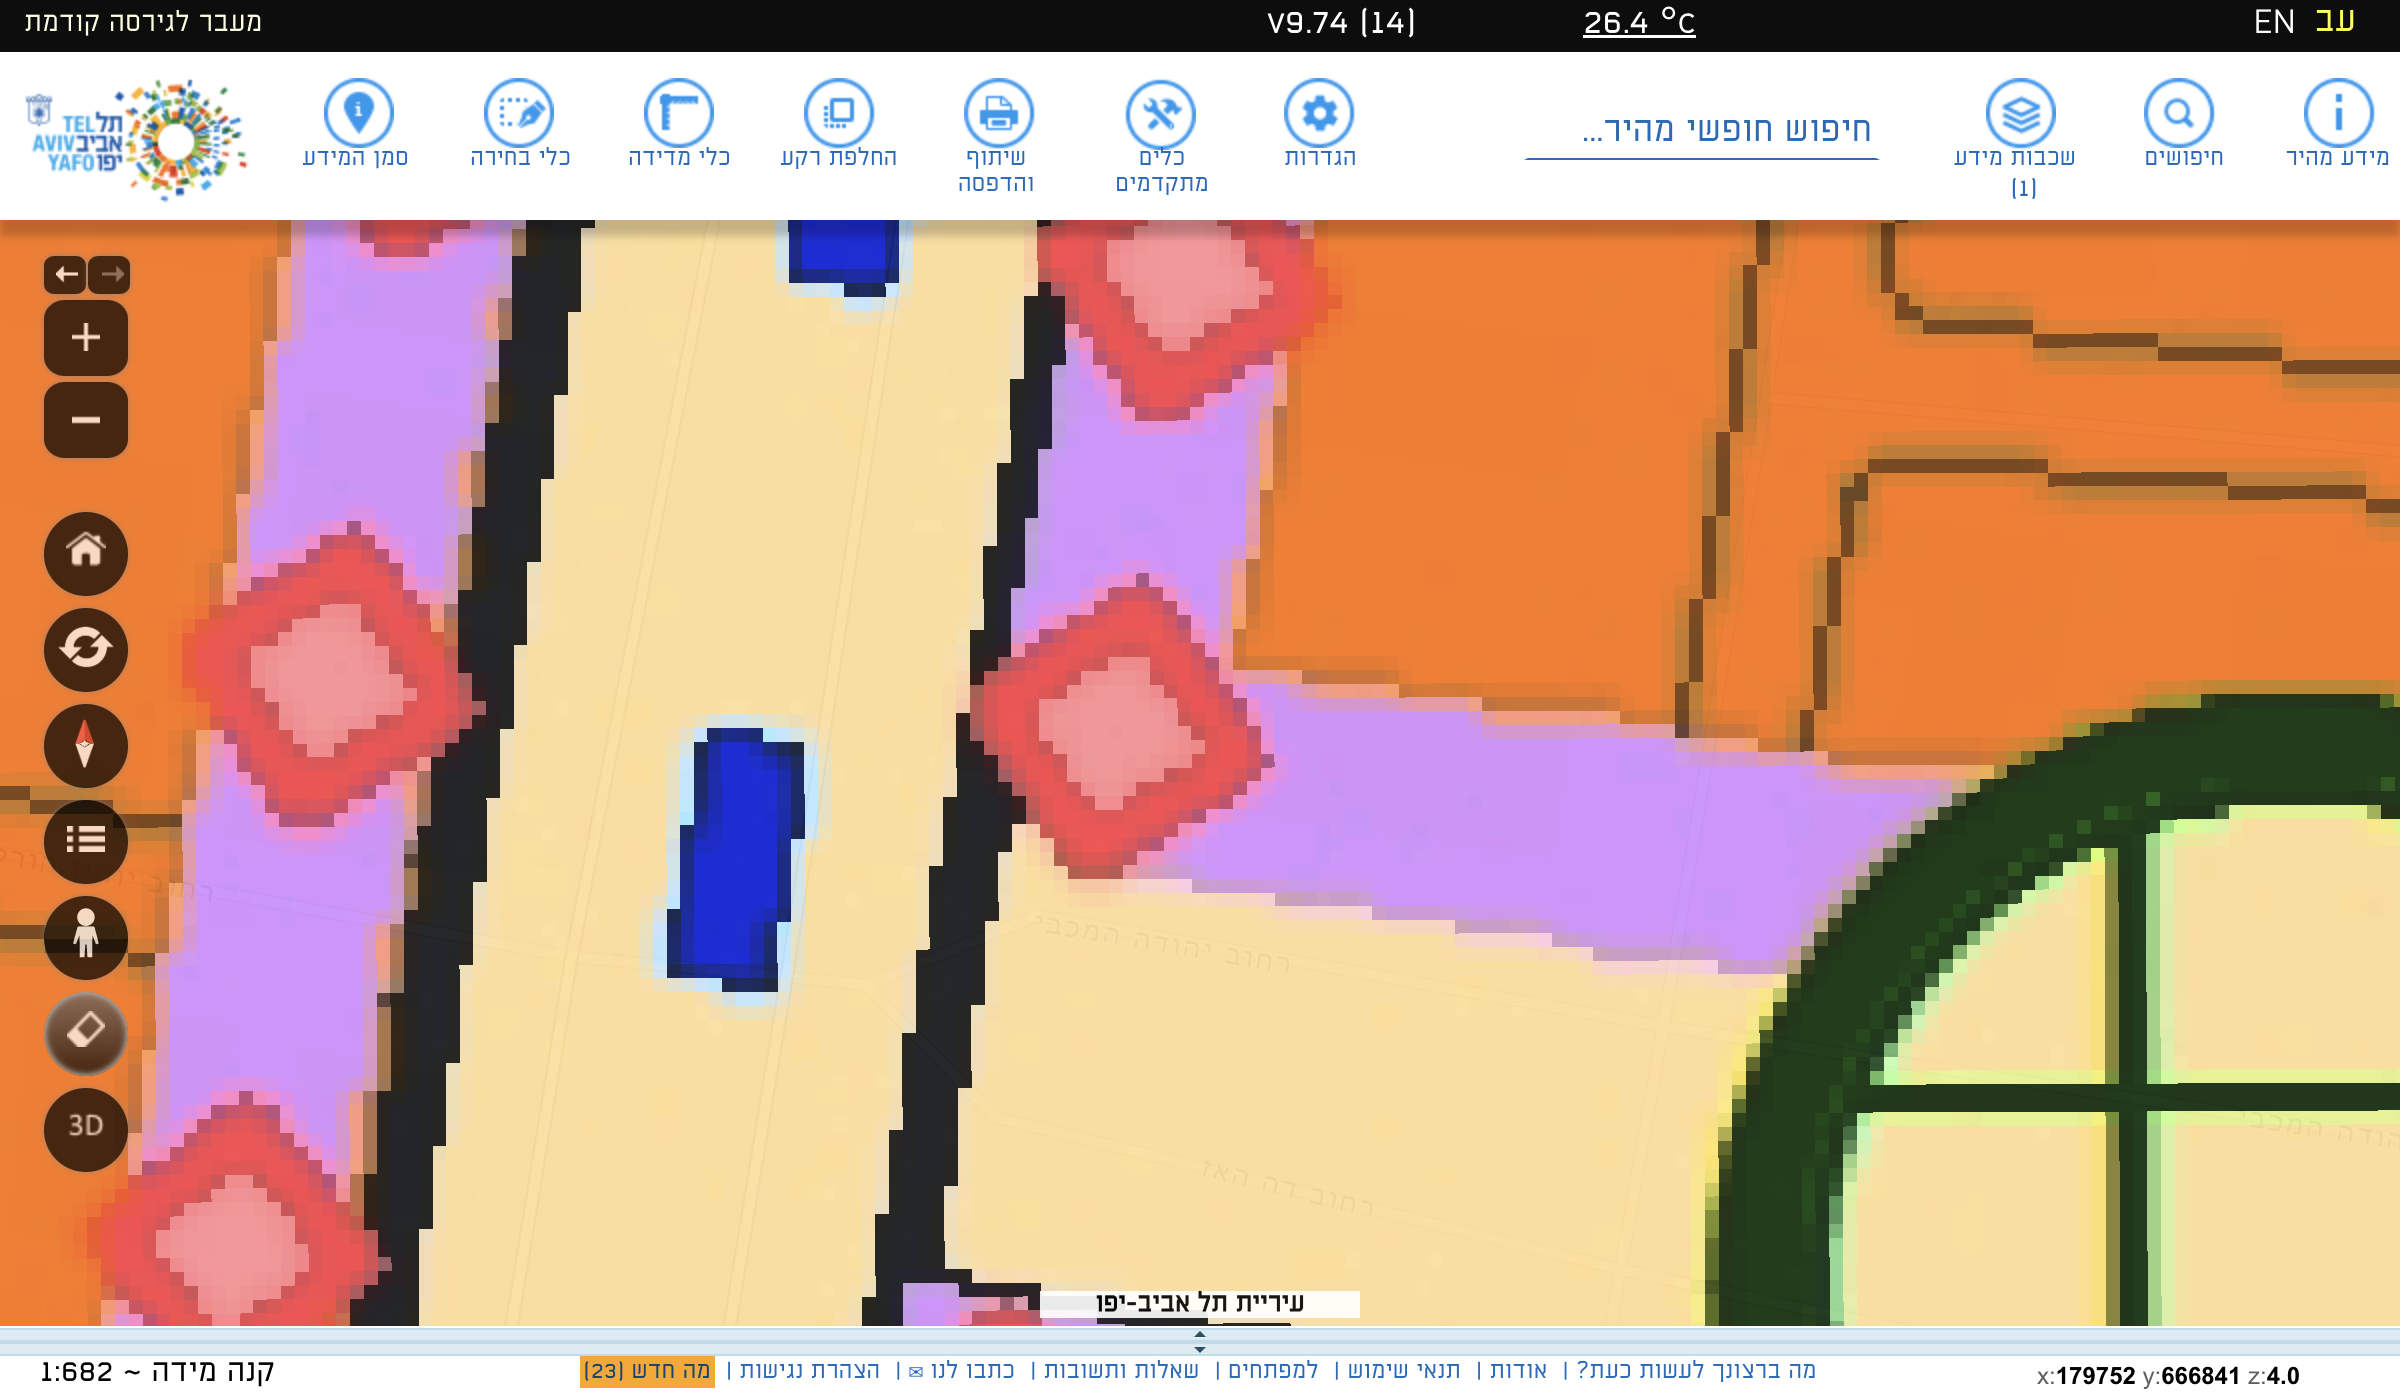 עב EN
26.4 °C
V9.74 (14)
מעבר לגירסה קודמת
מידע מהיר
חיפושים
שכבות מידע
(1)
חיפוש חופשי מהיר...
הגדרות
כלים
מתקדמים
שיתוף
והדפסה
החלפת רקע
כלי מדידה
כלי בחירה
סמן המידע
תל TEL
אביב AVIV
יפו YAFO
3D
רחוב יהודה המכבי
רחוב דה האז
הודה המכבי
עיריית תל אביב-יפו
x:179752 y:666841 z:4.0
מה ברצונך לעשות כעת? | אודות | תנאי שימוש | למפתחים | שאלות ותשובות | כתבו לנו ✉ | הצהרת נגישות | מה חדש (23)
קנה מידה ~ 1:682